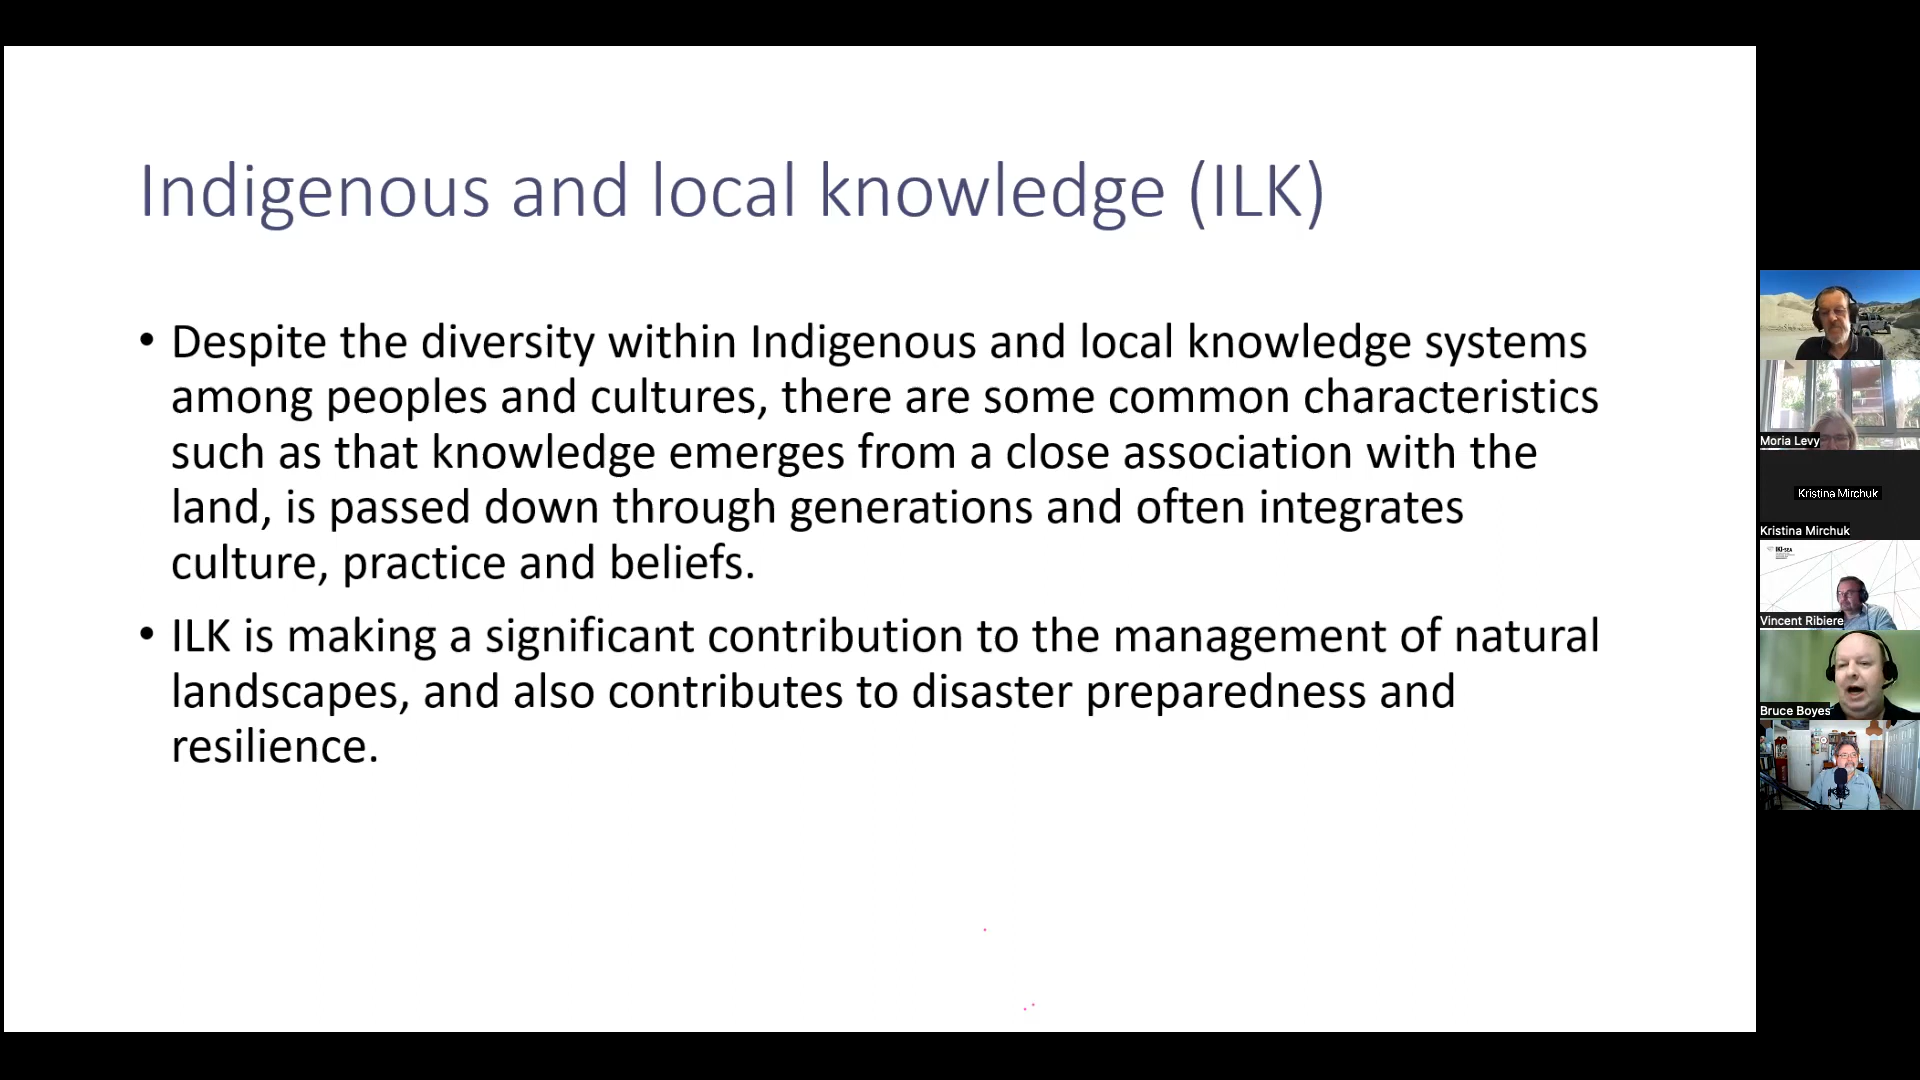 Indigenous and local knowledge (ILK)
• Despite the diversity within Indigenous and local knowledge systems
among peoples and cultures, there are some common characteristics
such as that knowledge emerges from a close association with the
land, is passed down through generations and often integrates
culture, practice and beliefs.
• ILK is making a significant contribution to the management of natural
landscapes, and also contributes to disaster preparedness and
resilience.
Moria Levy
Kristina Mirchuk
Kristina Mirchuk
IKI-SEA
Vincent Ribiere
Bruce Boyes